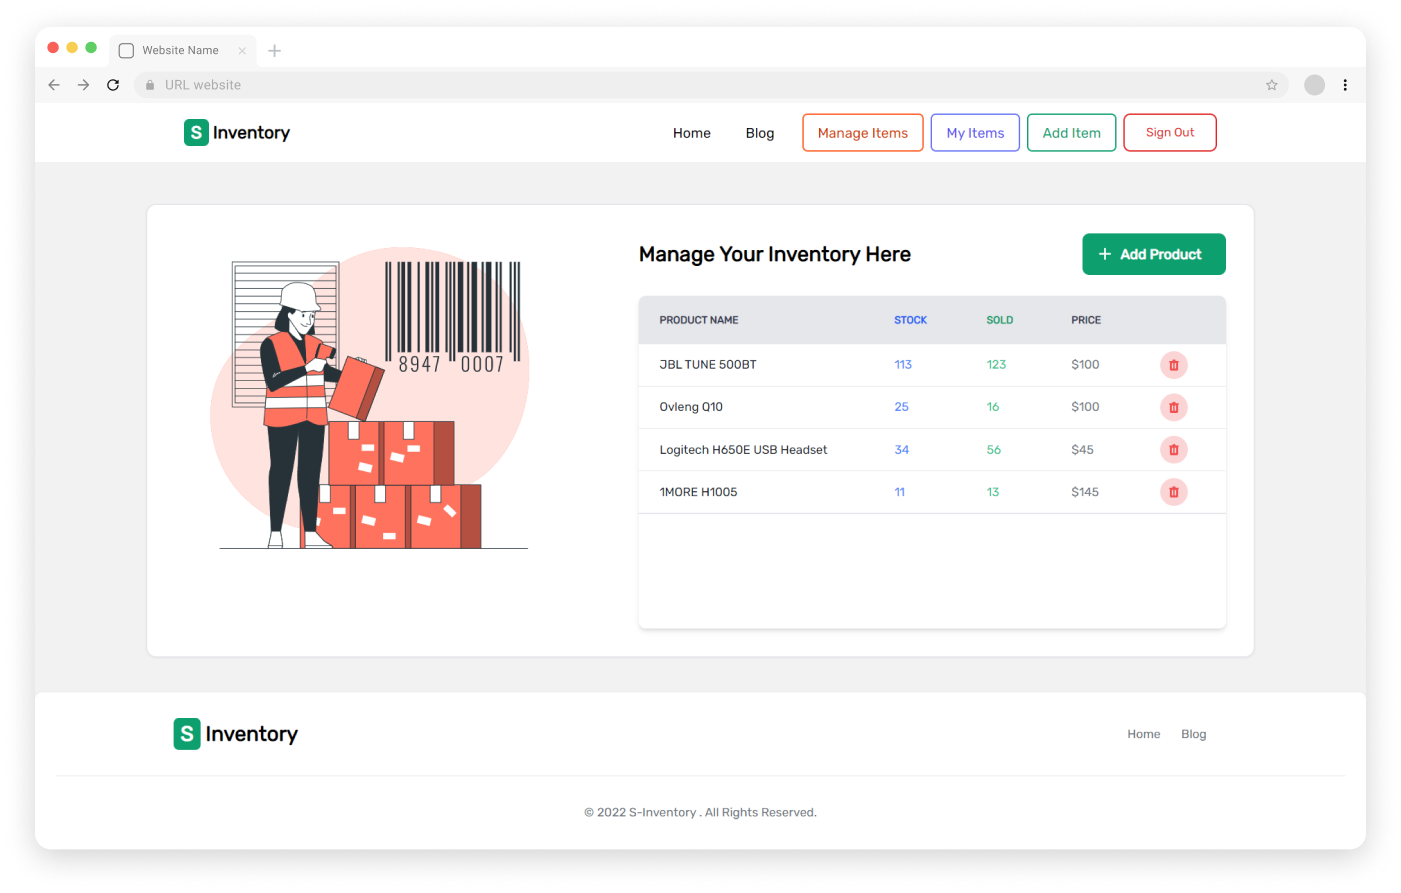 Website Name
URL website
S Inventory
Home Blog Manage Items My Items Add Item Sign Out
8947 0007
Manage Your Inventory Here
+ Add Product
PRODUCT NAME STOCK SOLD PRICE
JBL TUNE 500BT 113 123 $100
Ovleng Q10 25 16 $100
Logitech H650E USB Headset 34 56 $45
1MORE H1005 11 13 $145
S Inventory
Home Blog
© 2022 S-Inventory . All Rights Reserved.